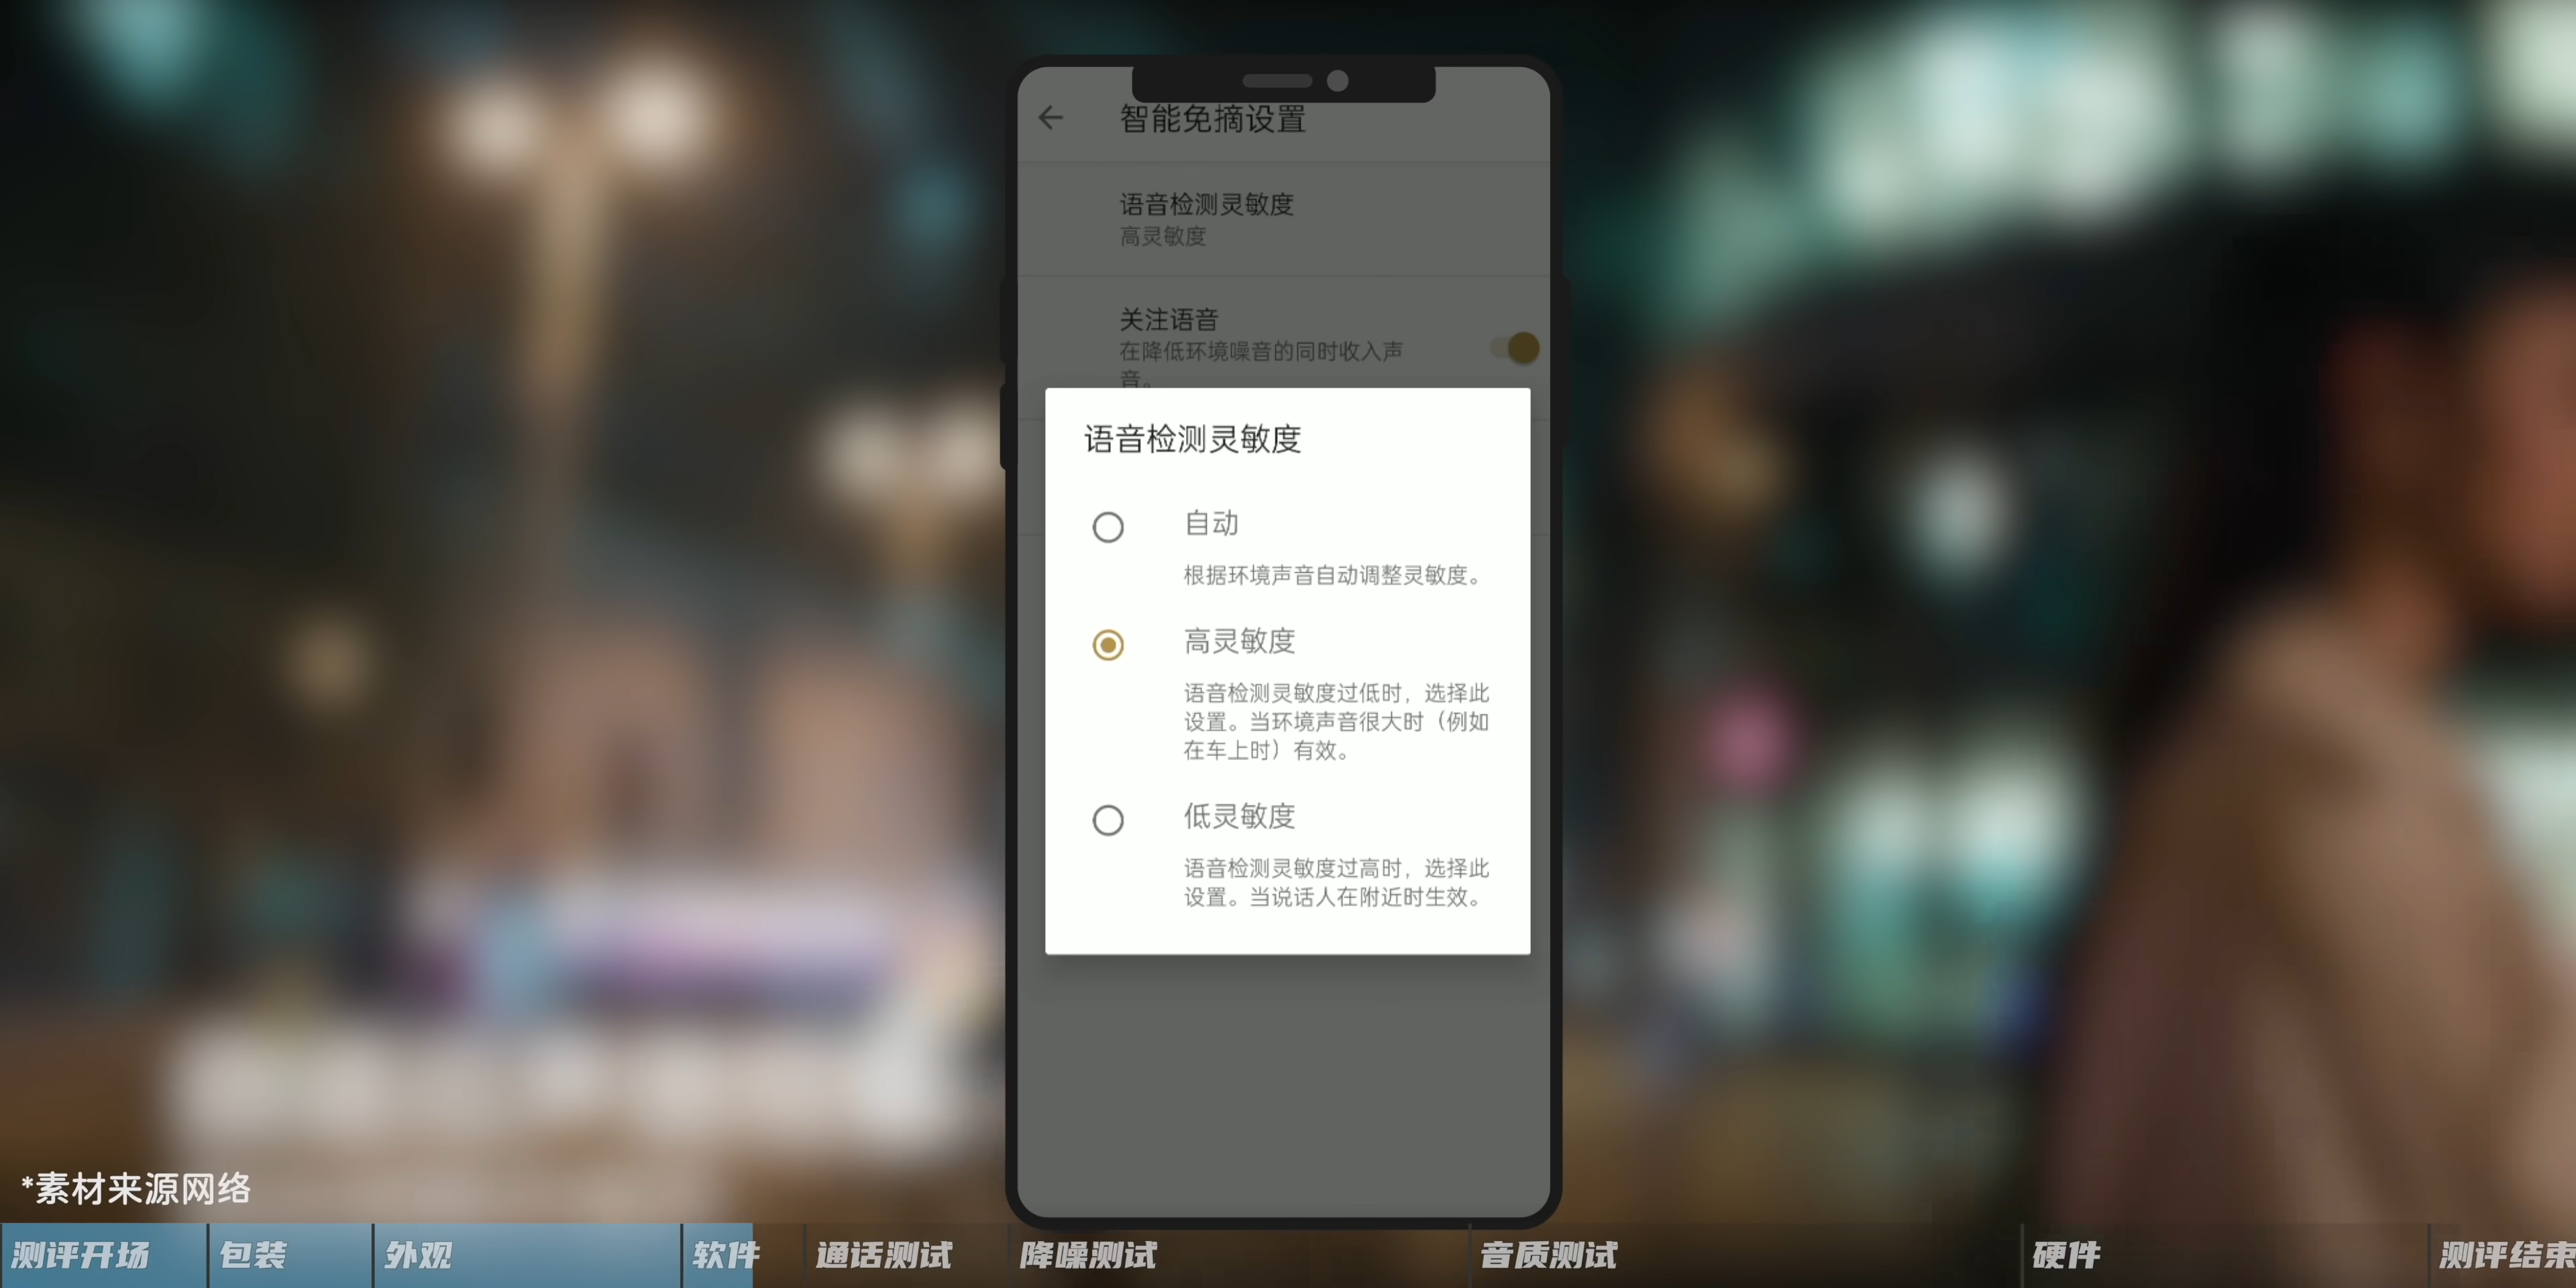 智能免摘设置
语音检测灵敏度
高灵敏度
关注语音
在降低环境噪音的同时收入声
音。
语音检测灵敏度
自动
根据环境声音自动调整灵敏度。
高灵敏度
语音检测灵敏度过低时，选择此
设置。当环境声音很大时（例如
在车上时）有效。
低灵敏度
语音检测灵敏度过高时，选择此
设置。当说话人在附近时生效。
*素材来源网络
测评开场 包装 外观 软件 通话测试 降噪测试 音质测试 硬件 测评结束